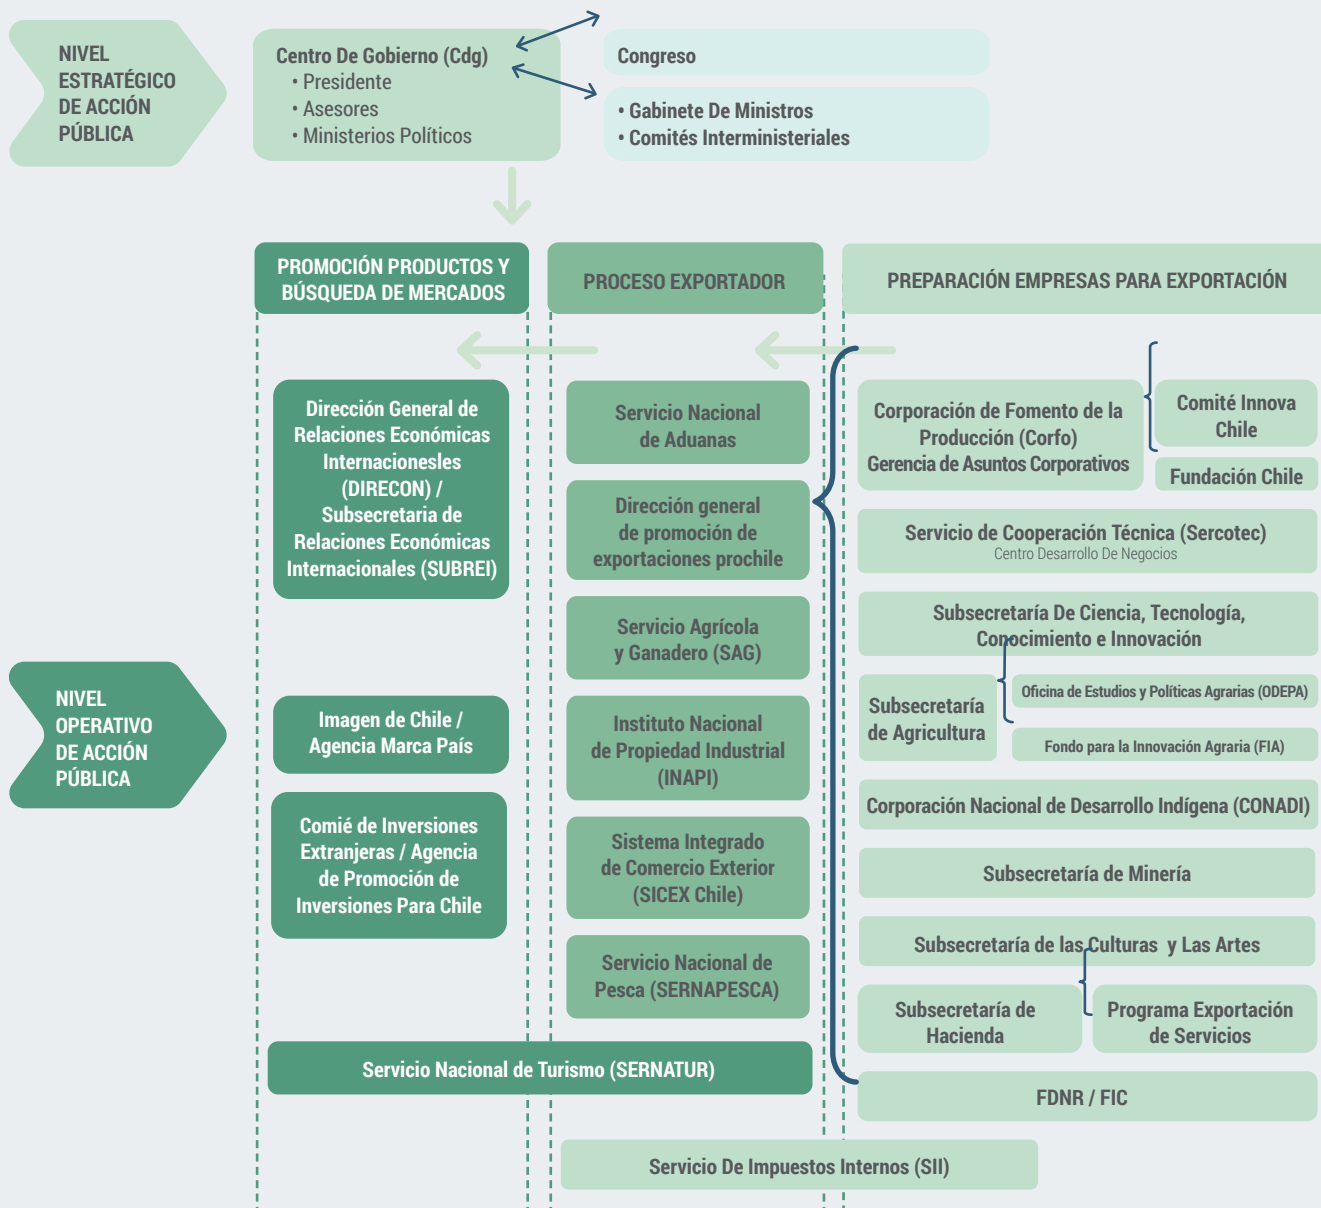 NIVEL
ESTRATÉGICO
DE ACCIÓN
PÚBLICA
Centro De Gobierno (Cdg)
• Presidente
• Asesores
• Ministerios Políticos
Congreso
• Gabinete De Ministros
• Comités Interministeriales
NIVEL
OPERATIVO
DE ACCIÓN
PÚBLICA
PROMOCIÓN PRODUCTOS Y
BÚSQUEDA DE MERCADOS
Dirección General de
Relaciones Económicas
Internacionesles
(DIRECON) /
Subsecretaria de
Relaciones Económicas
Internacionales (SUBREI)
Imagen de Chile /
Agencia Marca País
Comié de Inversiones
Extranjeras / Agencia
de Promoción de
Inversiones Para Chile
PROCESO EXPORTADOR
Servicio Nacional
de Aduanas
Dirección general
de promoción de
exportaciones prochile
Servicio Agrícola
y Ganadero (SAG)
Instituto Nacional
de Propiedad Industrial
(INAPI)
Sistema Integrado
de Comercio Exterior
(SICEX Chile)
Servicio Nacional de
Pesca (SERNAPESCA)
Servicio Nacional de Turismo (SERNATUR)
PREPARACIÓN EMPRESAS PARA EXPORTACIÓN
Corporación de Fomento de la
Producción (Corfo)
Gerencia de Asuntos Corporativos
Comité Innova
Chile
Fundación Chile
Servicio de Cooperación Técnica (Sercotec)
Centro Desarrollo De Negocios
Subsecretaría De Ciencia, Tecnología,
Conocimiento e Innovación
Subsecretaría
de Agricultura
Oficina de Estudios y Políticas Agrarias (ODEPA)
Fondo para la Innovación Agraria (FIA)
Corporación Nacional de Desarrollo Indígena (CONADI)
Subsecretaría de Minería
Subsecretaría de las Culturas y Las Artes
Subsecretaría de
Hacienda
Programa Exportación
de Servicios
FDNR / FIC
Servicio De Impuestos Internos (SII)